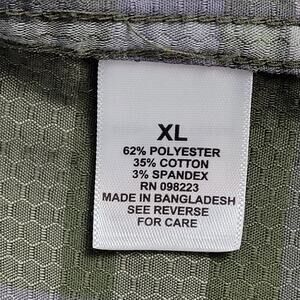 XL
62% POLYESTER
35% COTTON
3% SPANDEX
RN 098223
MADE IN BANGLADESH
SEE REVERSE
FOR CARE